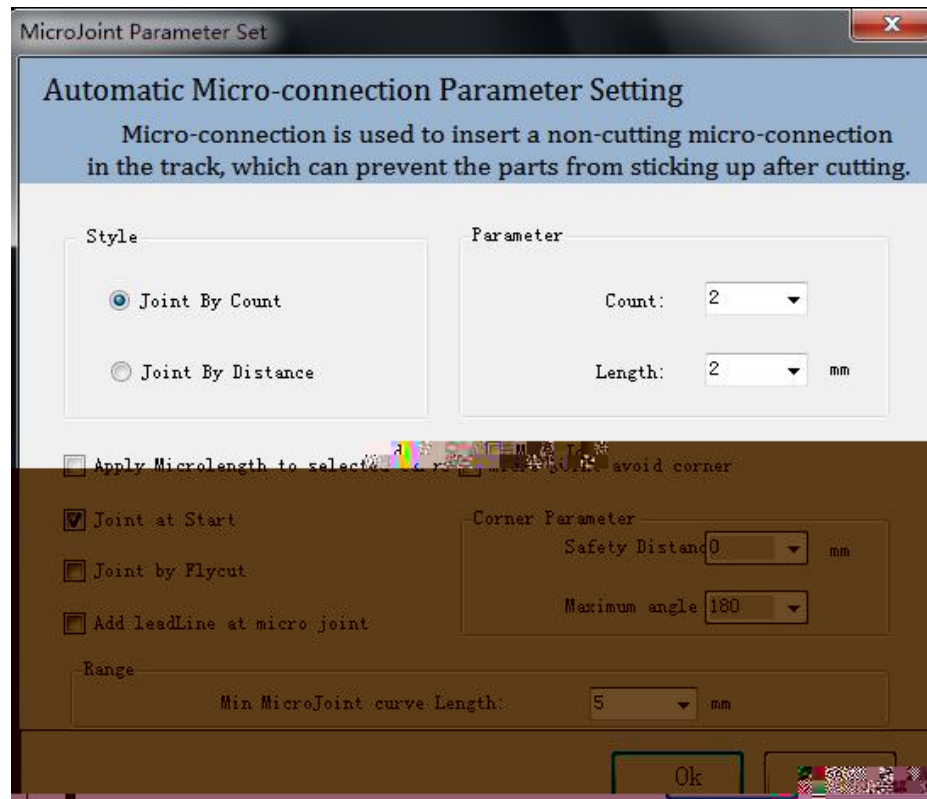 MicroJoint Parameter Set
Automatic Micro-connection Parameter Setting
Micro-connection is used to insert a non-cutting micro-connection
in the track, which can prevent the parts from sticking up after cutting.
Style
Parameter
Joint By Count
Count: 2
Joint By Distance
Length: 2 mm
Apply Microlength to selected
avoid corner
Joint at Start
Corner Parameter
Safety Distanc 0 mm
Joint by Flycut
Maximum angle 180
Add leadLine at micro joint
Range
Min MicroJoint curve Length: 5 mm
Ok